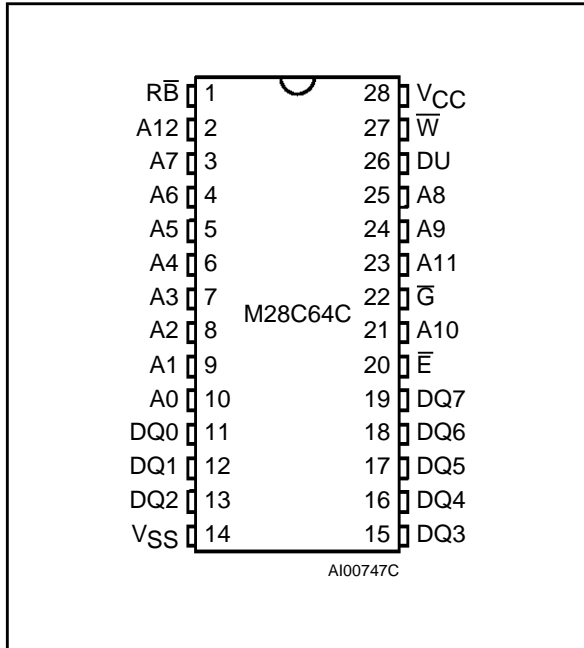 RB̅ 1 28 VCC
A12 2 27 W̅
A7 3 26 DU
A6 4 25 A8
A5 5 24 A9
A4 6 23 A11
A3 7 22 G̅
M28C64C
A2 8 21 A10
A1 9 20 E̅
A0 10 19 DQ7
DQ0 11 18 DQ6
DQ1 12 17 DQ5
DQ2 13 16 DQ4
VSS 14 15 DQ3
AI00747C